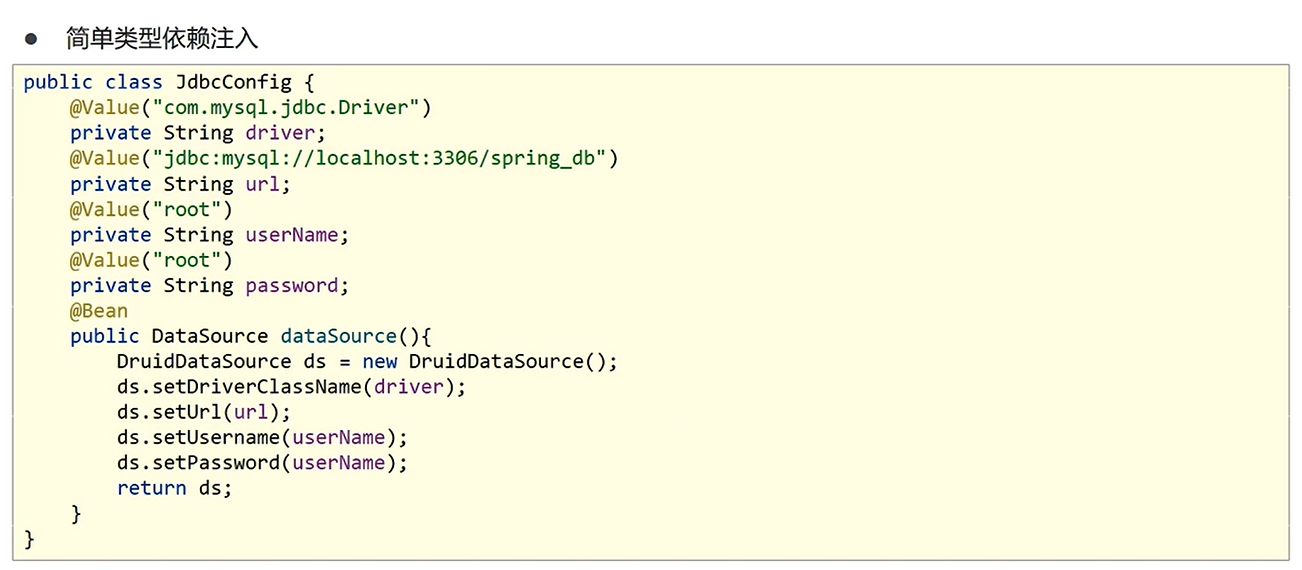 ● 简单类型依赖注入
public class JdbcConfig {
    @Value("com.mysql.jdbc.Driver")
    private String driver;
    @Value("jdbc:mysql://localhost:3306/spring_db")
    private String url;
    @Value("root")
    private String userName;
    @Value("root")
    private String password;
    @Bean
    public DataSource dataSource(){
        DruidDataSource ds = new DruidDataSource();
        ds.setDriverClassName(driver);
        ds.setUrl(url);
        ds.setUsername(userName);
        ds.setPassword(userName);
        return ds;
    }
}